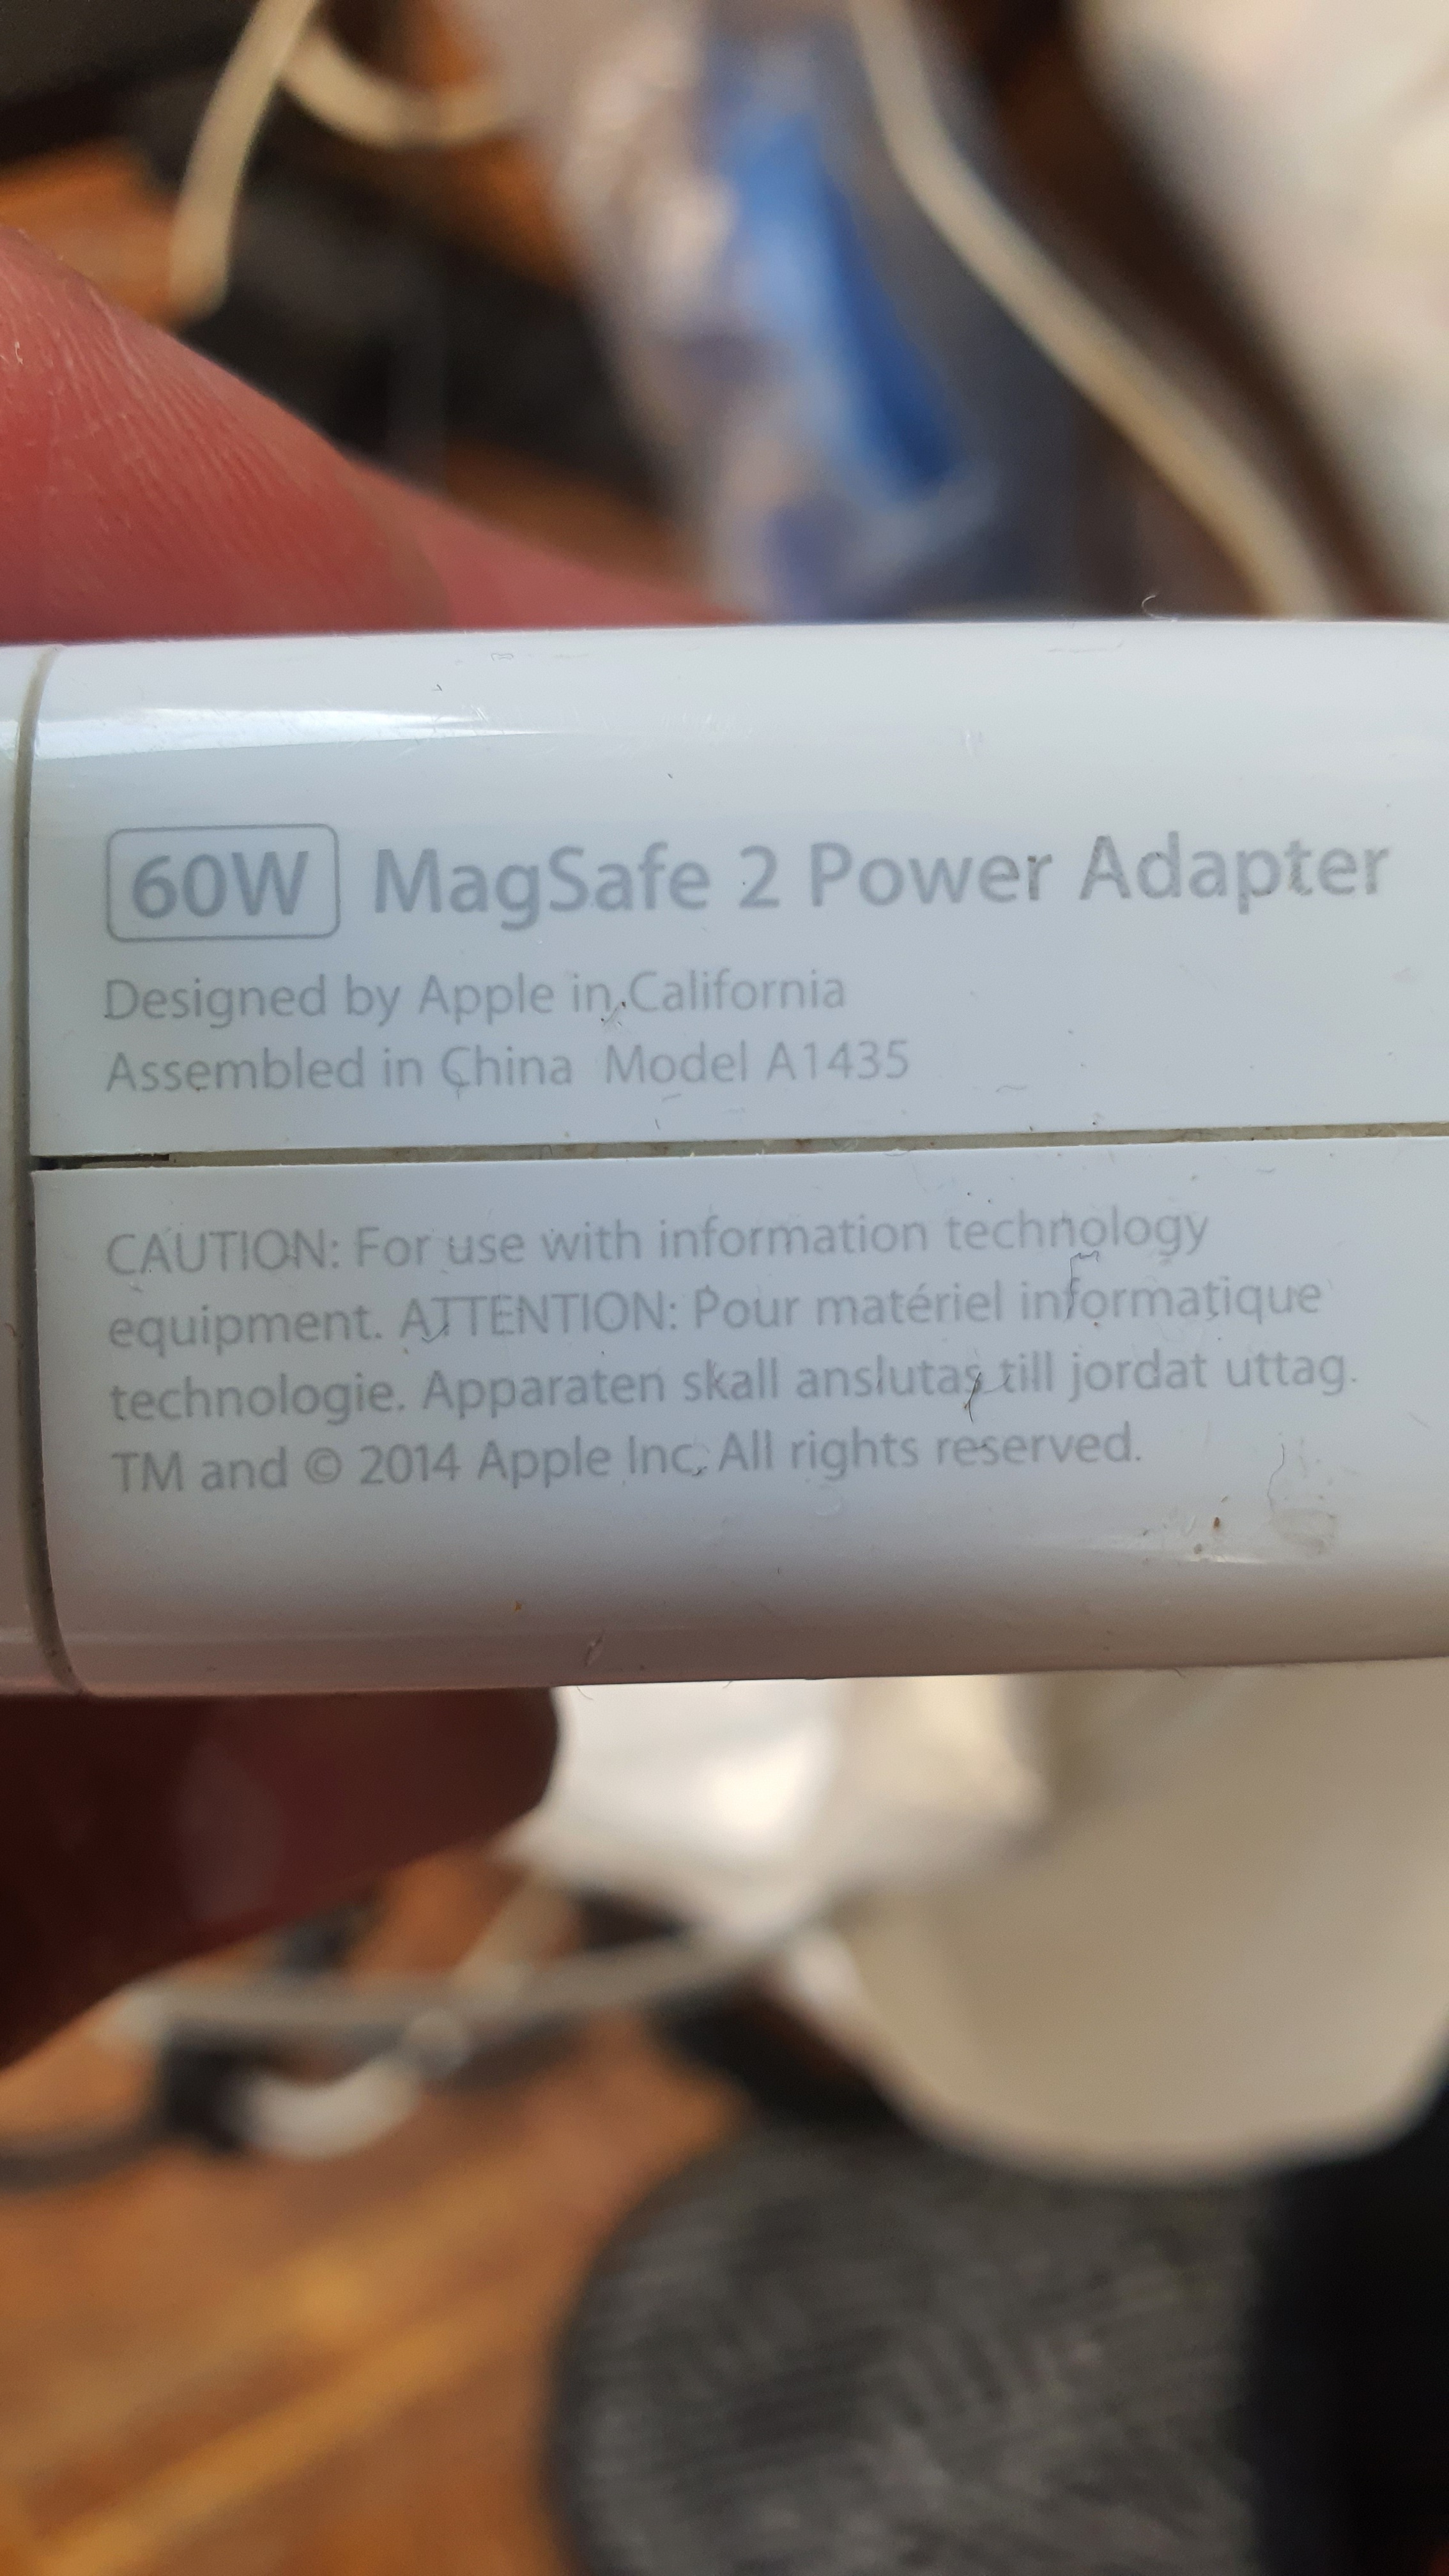 60W MagSafe 2 Power Adapter
Designed by Apple in California
Assembled in China Model A1435
CAUTION: For use with information technology
equipment. ATTENTION: Pour matériel informatique
technologie. Apparaten skall anslutas till jordat uttag.
TM and © 2014 Apple Inc. All rights reserved.